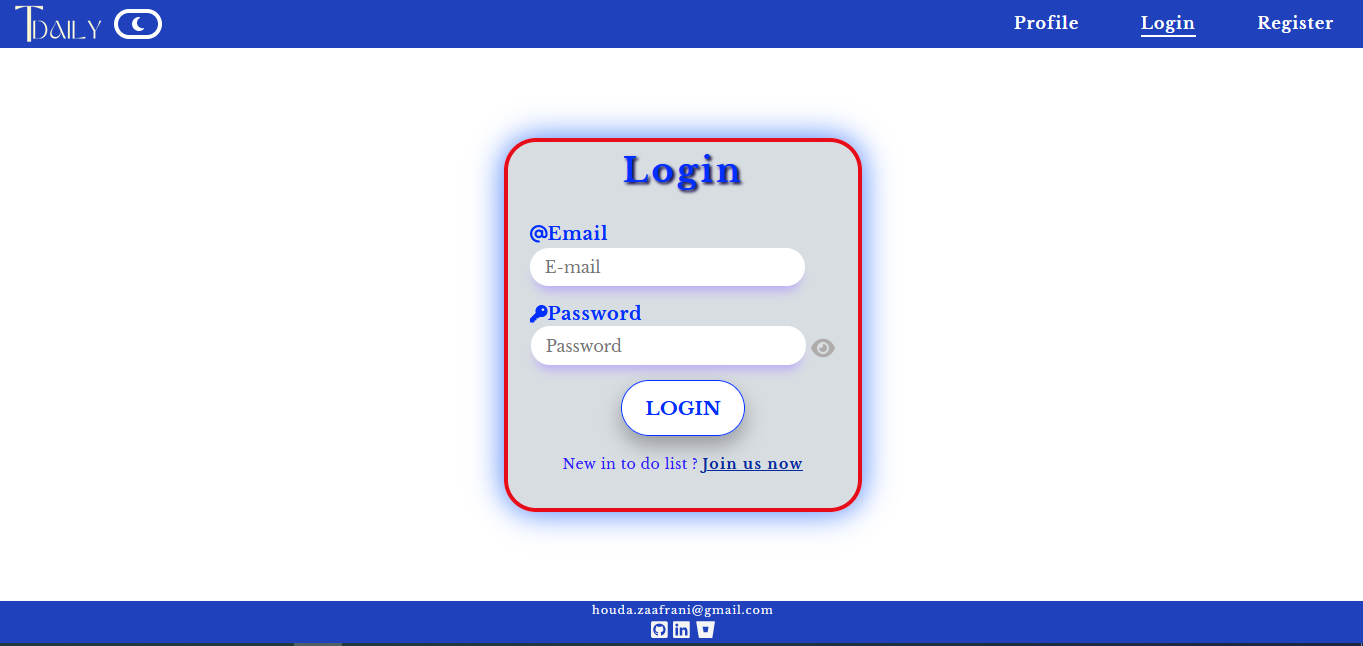 TDAILY
Profile Login Register
Login
@Email
E-mail
Password
Password
LOGIN
New in to do list ? Join us now
houda.zaafrani@gmail.com
in